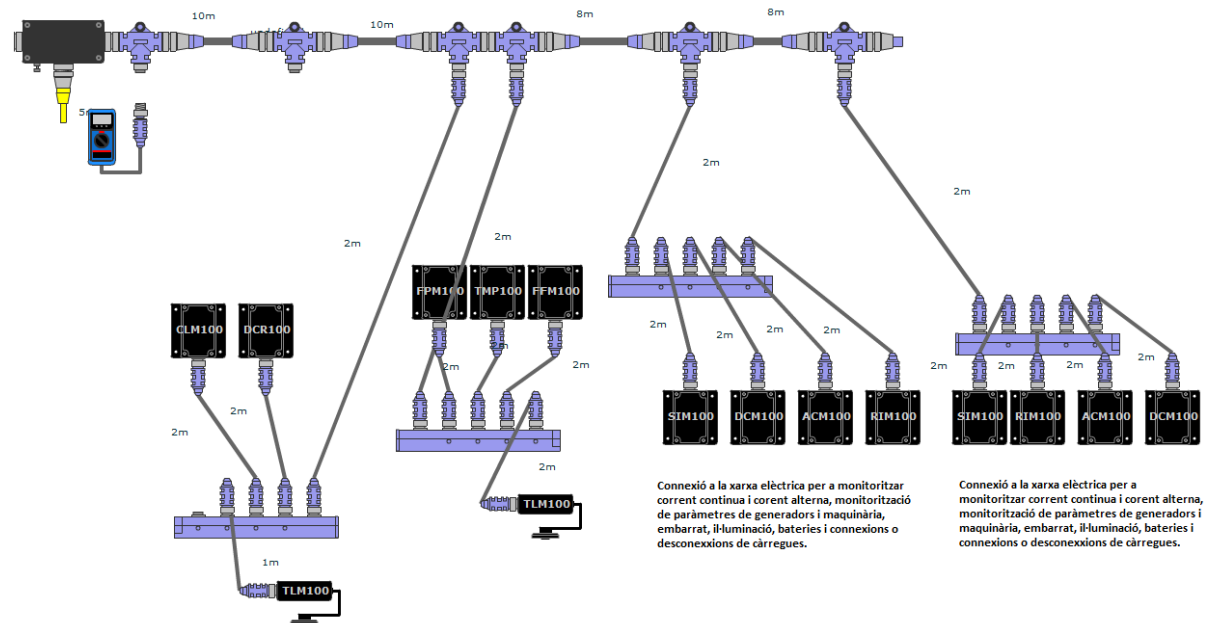 10m
10m
8m
8m
undefi
5m
2m
2m
2m
2m
FPM100
TMP100
FFM100
CLM100
DCR100
2m
2m
2m
2m
2m
2m
2m
2m
2m
2m
2m
2m
2m
SIM100
DCM100
ACM100
RIM100
SIM100
RIM100
ACM100
DCM100
2m
TLM100
1m
TLM100
Connexió a la xarxa elèctrica per a monitoritzar
corrent continua i corent alterna, monitorització
de paràmetres de generadors i maquinària,
embarrat, il·luminació, bateries i connexions o
desconexxions de càrregues.
Connexió a la xarxa elèctrica per a
monitoritzar corrent continua i corent alterna,
monitorització de paràmetres de generadors i
maquinària, embarrat, il·luminació, bateries i
connexions o desconexxions de càrregues.